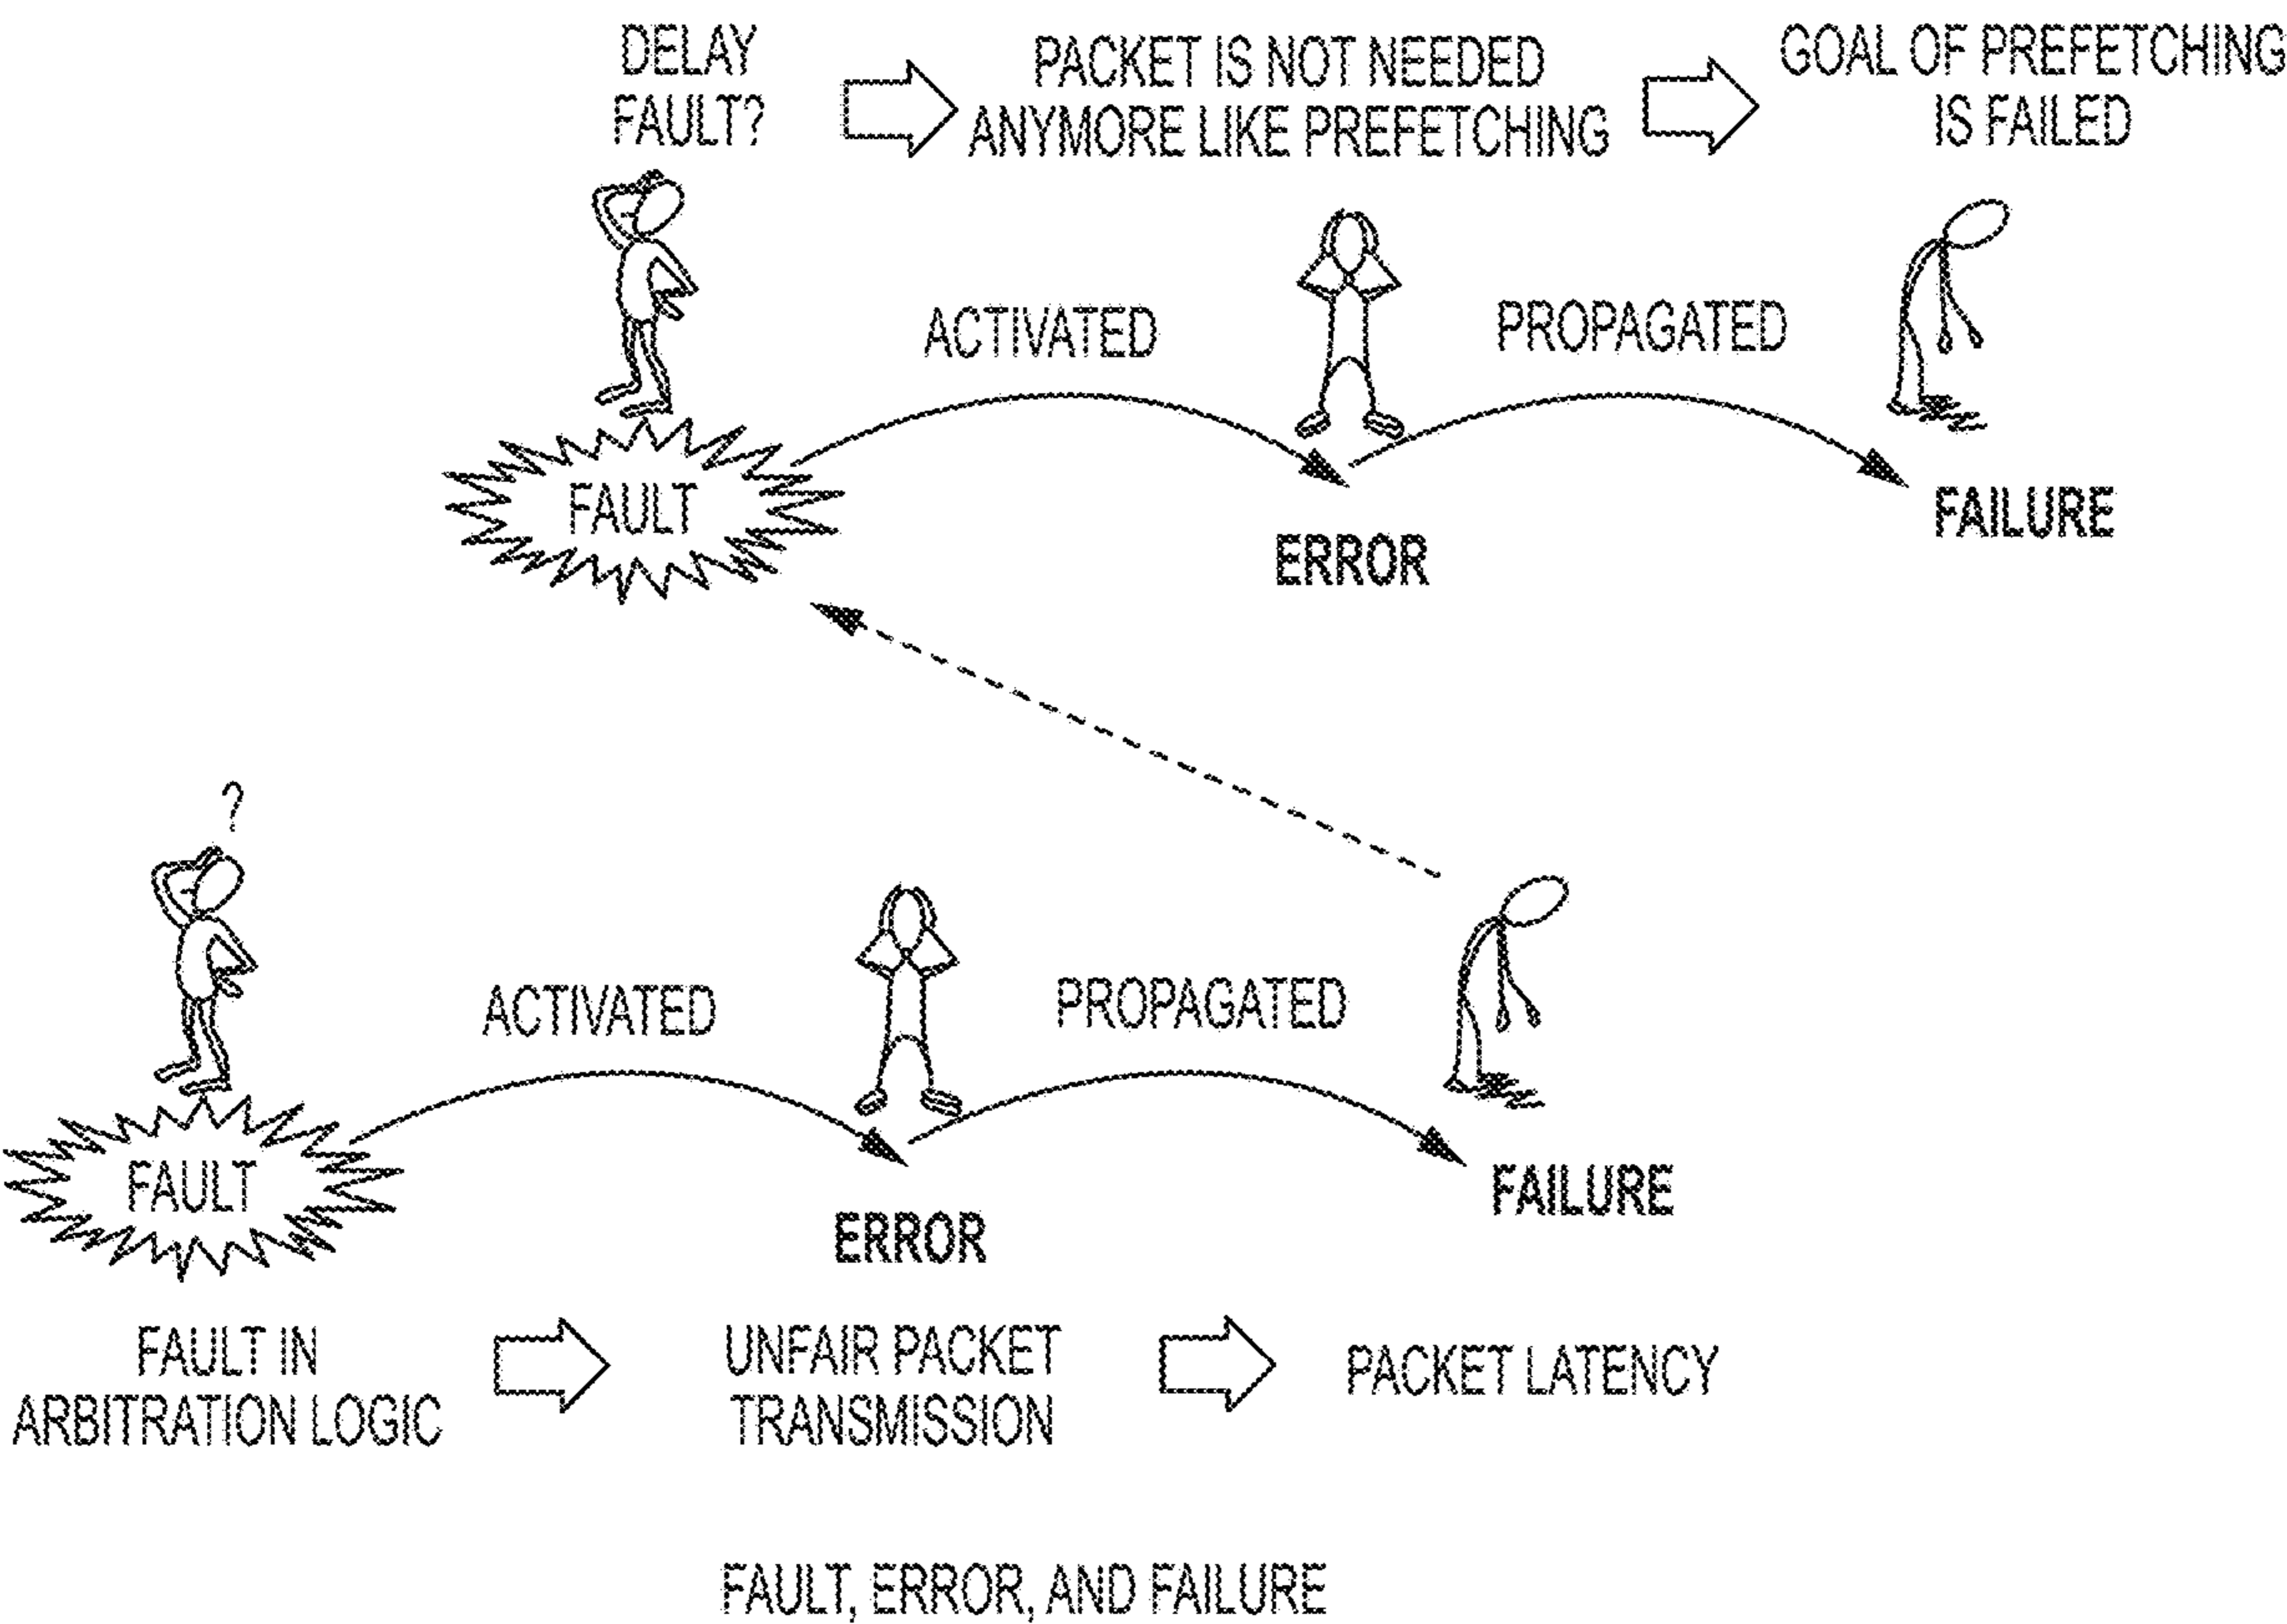 DELAY
FAULT?
PACKET IS NOT NEEDED
ANYMORE LIKE PREFETCHING
GOAL OF PREFETCHING
IS FAILED
ACTIVATED
PROPAGATED
FAULT
ERROR
FAILURE
?
ACTIVATED
PROPAGATED
FAULT
ERROR
FAILURE
FAULT IN
ARBITRATION LOGIC
UNFAIR PACKET
TRANSMISSION
PACKET LATENCY
FAULT, ERROR, AND FAILURE